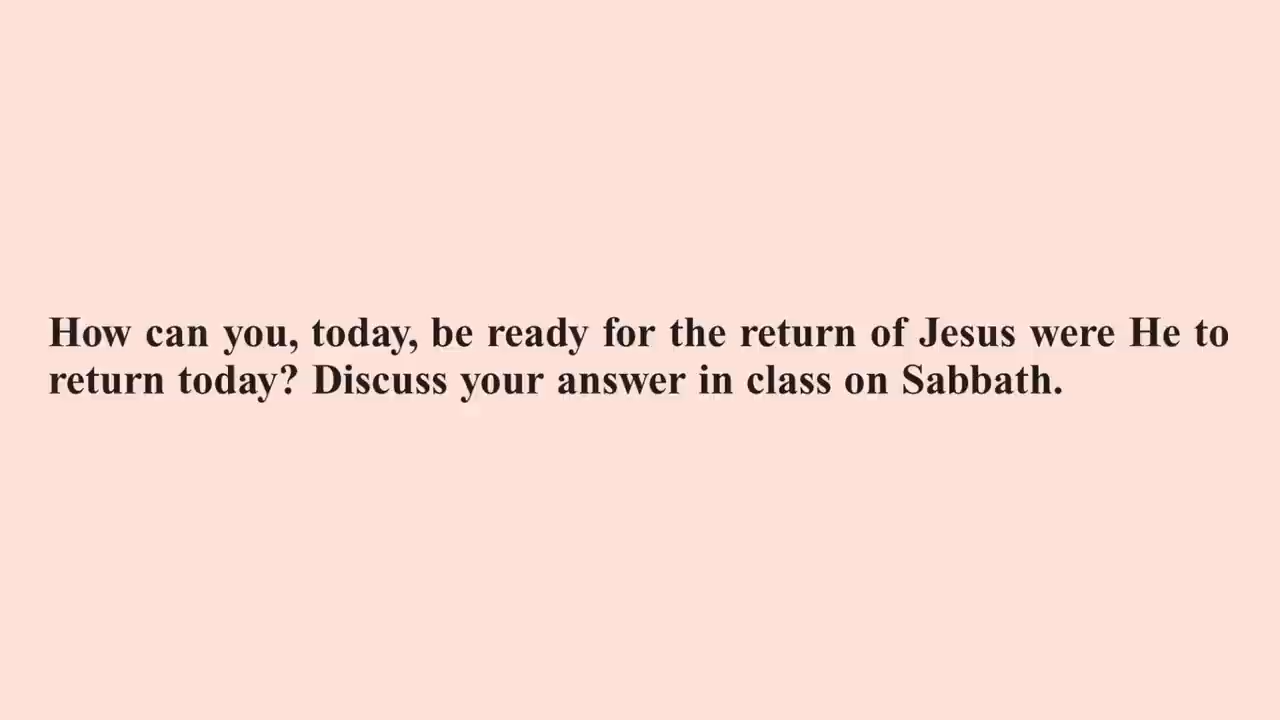 How can you, today, be ready for the return of Jesus were He to
return today? Discuss your answer in class on Sabbath.